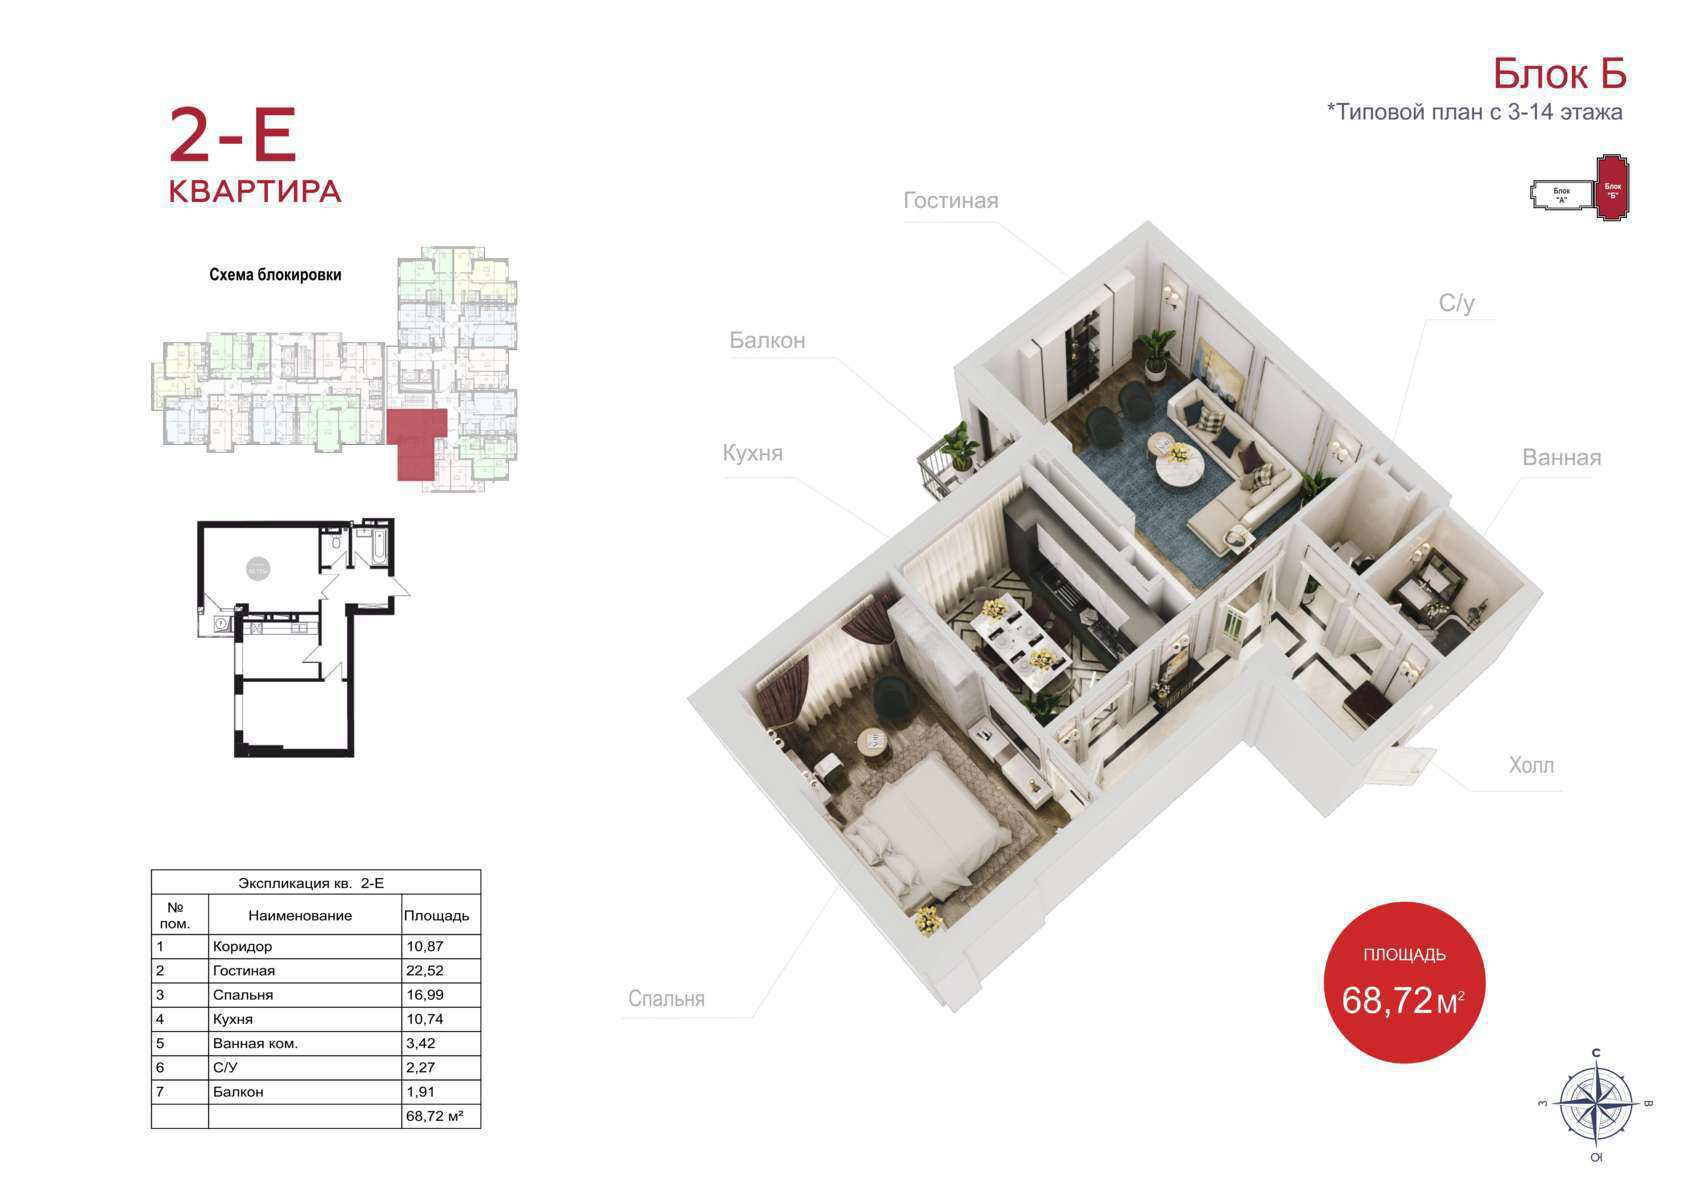 Блок Б
*Типовой план с 3-14 этажа
2-Е
КВАРТИРА
Блок
"А"
Блок
"Б"
Схема блокировки
Гостиная
С/у
Балкон
Кухня
Ванная
Холл
Спальня
7
Экспликация кв. 2-Е
№ пом. Наименование Площадь
1 Коридор 10,87
2 Гостиная 22,52
3 Спальня 16,99
4 Кухня 10,74
5 Ванная ком. 3,42
6 С/У 2,27
7 Балкон 1,91
68,72 м²
ПЛОЩАДЬ
68,72 м²
С
З
В
Ю